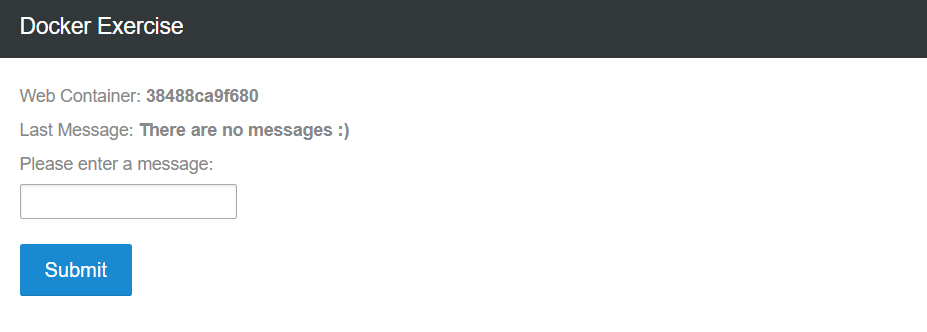 Docker Exercise
Web Container: 38488ca9f680
Last Message: There are no messages :)
Please enter a message:
Submit